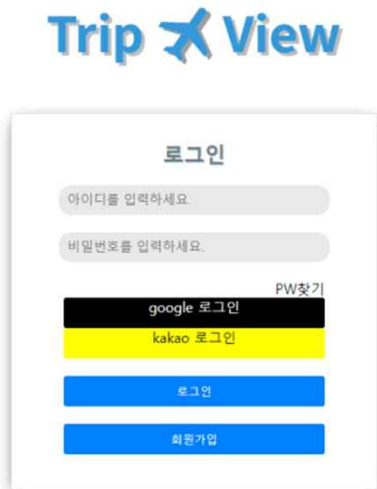 Trip View
로그인
아이디를 입력하세요.
비밀번호를 입력하세요.
PW찾기
google 로그인
kakao 로그인
로그인
회원가입